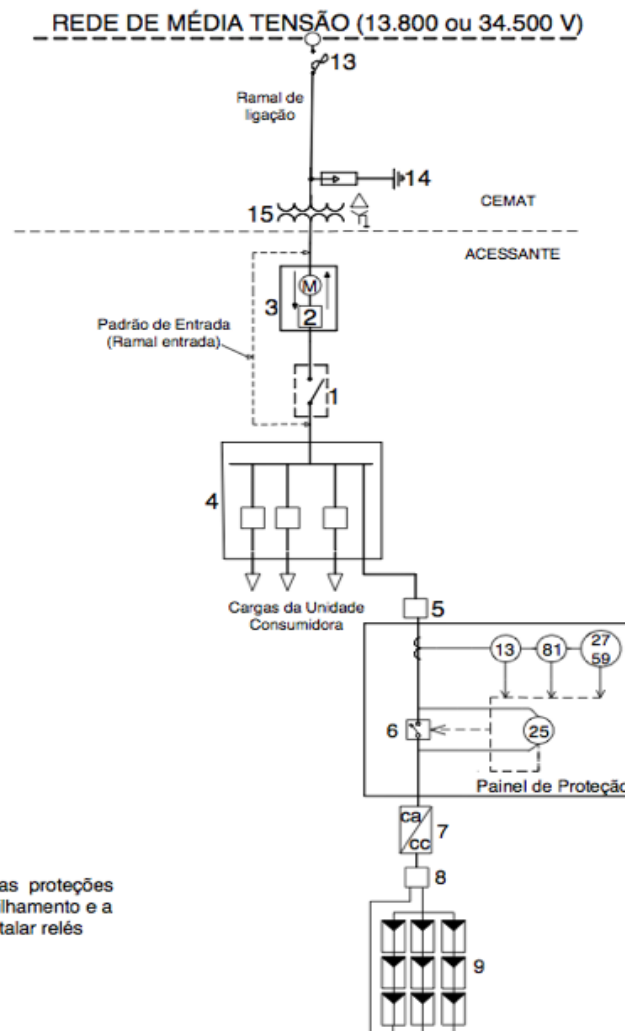 REDE DE MÉDIA TENSÃO (13.800 ou 34.500 V)
13
Ramal de
ligação
14
CEMAT
15
ACESSANTE
M
3
2
Padrão de Entrada
(Ramal entrada)
1
4
Cargas da Unidade
Consumidora
5
13
81
27
59
6
25
Painel de Proteção
ca
cc
7
8
as proteções
ilhamento e a
talar relés
9